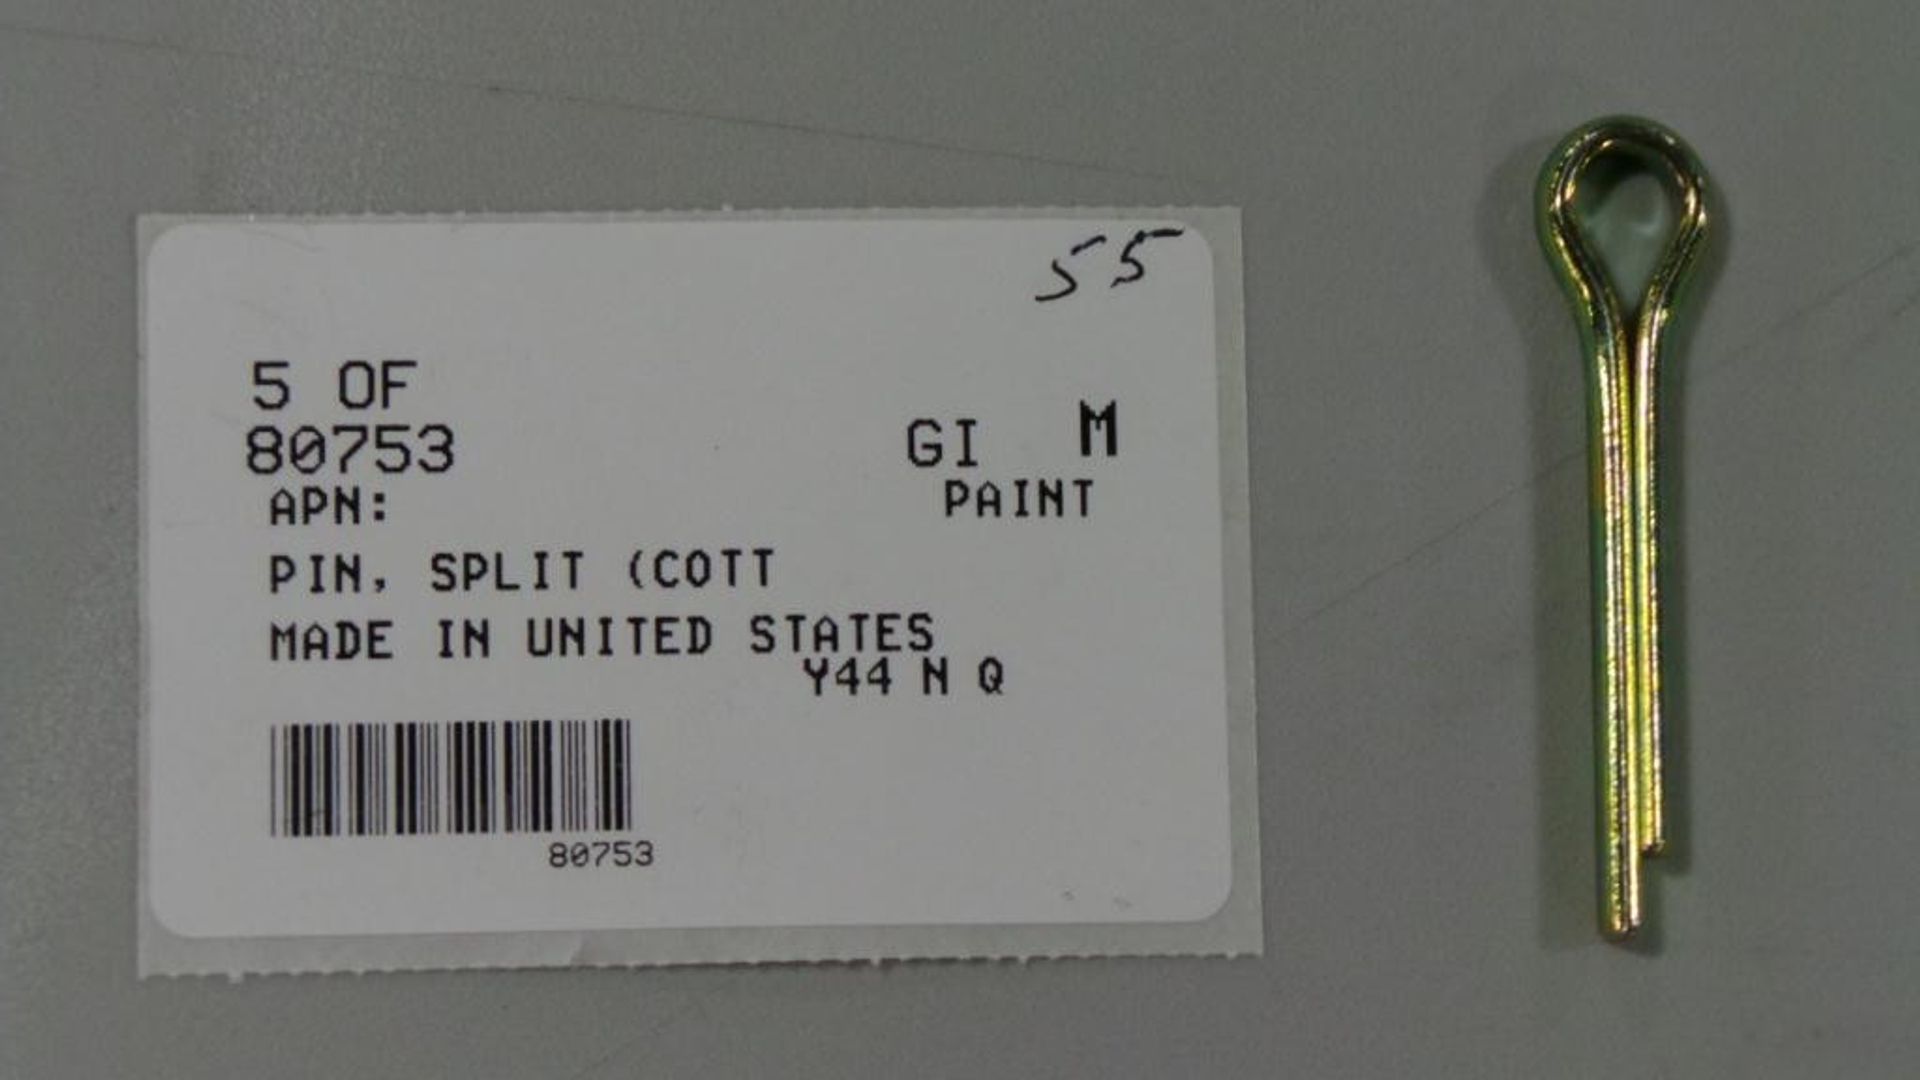 55
5 OF
80753
GI M
APN:
PAINT
PIN, SPLIT (COTT
MADE IN UNITED STATES
Y44 N Q
80753